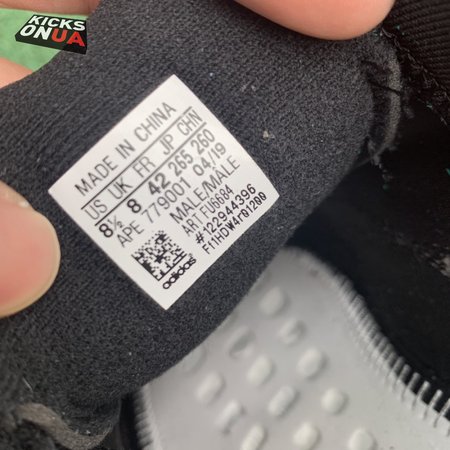 KICKS
ONUA
MADE IN CHINA
US UK FR JP CHN
8½ 8 42 265 260
APE 779001 04/19
MALE/MALE
ART FU6684
#122944396
adidas